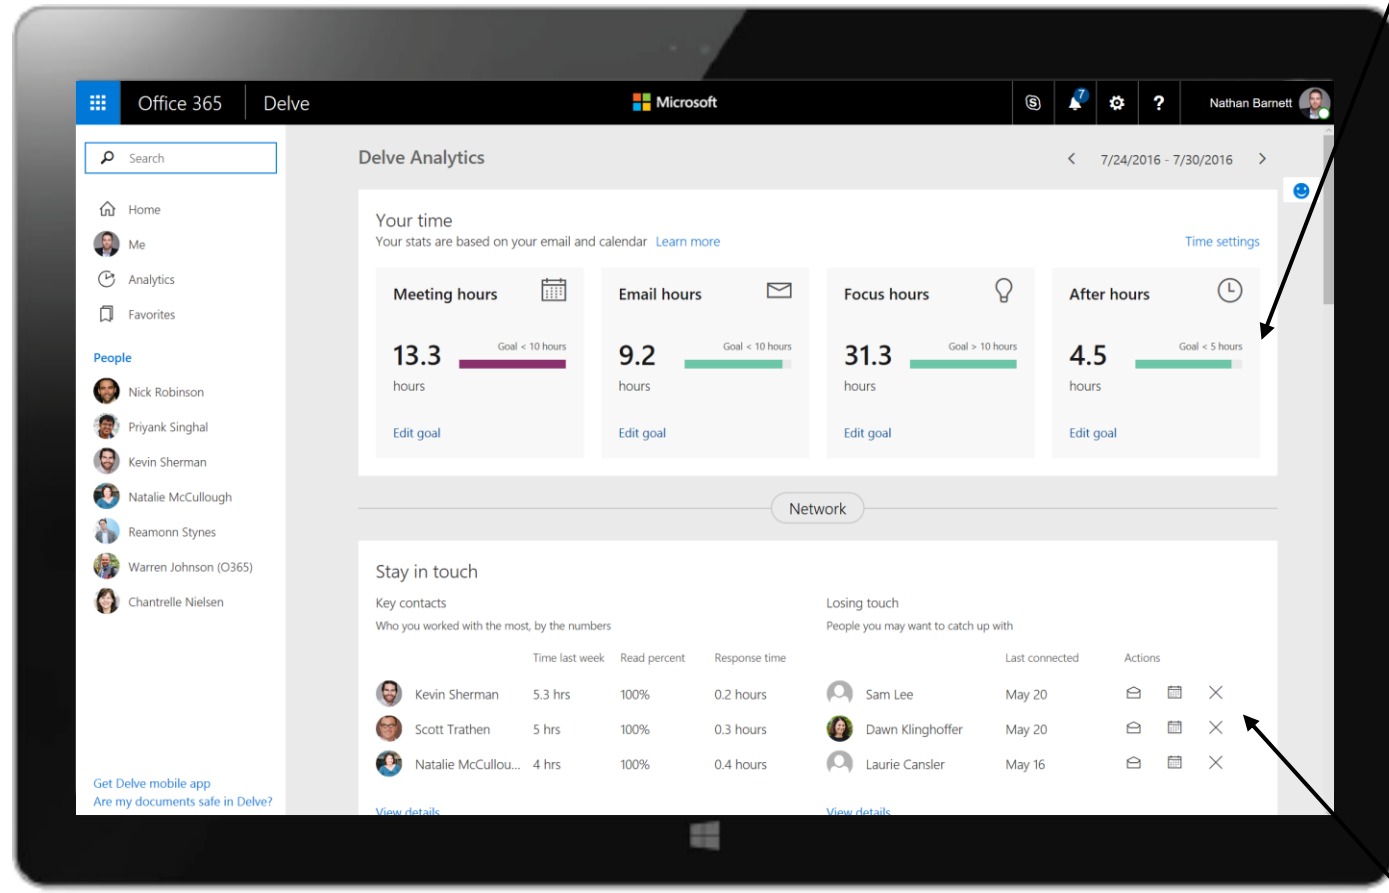 Office 365
Delve
Microsoft
7
Nathan Barnett
Search
Home
Me
Analytics
Favorites
People
Nick Robinson
Priyank Singhal
Kevin Sherman
Natalie McCullough
Reamonn Stynes
Warren Johnson (O365)
Chantrelle Nielsen
Get Delve mobile app
Are my documents safe in Delve?
Delve Analytics
7/24/2016 - 7/30/2016
Your time
Your stats are based on your email and calendar Learn more
Time settings
Meeting hours
13.3
Goal < 10 hours
hours
Edit goal
Email hours
9.2
Goal < 10 hours
hours
Edit goal
Focus hours
31.3
Goal > 10 hours
hours
Edit goal
After hours
4.5
Goal < 5 hours
hours
Edit goal
Network
Stay in touch
Key contacts
Who you worked with the most, by the numbers
Time last week Read percent Response time
Kevin Sherman 5.3 hrs 100% 0.2 hours
Scott Trathen 5 hrs 100% 0.3 hours
Natalie McCullou... 4 hrs 100% 0.4 hours
View details
Losing touch
People you may want to catch up with
Last connected Actions
Sam Lee May 20
Dawn Klinghoffer May 20
Laurie Cansler May 16
View details